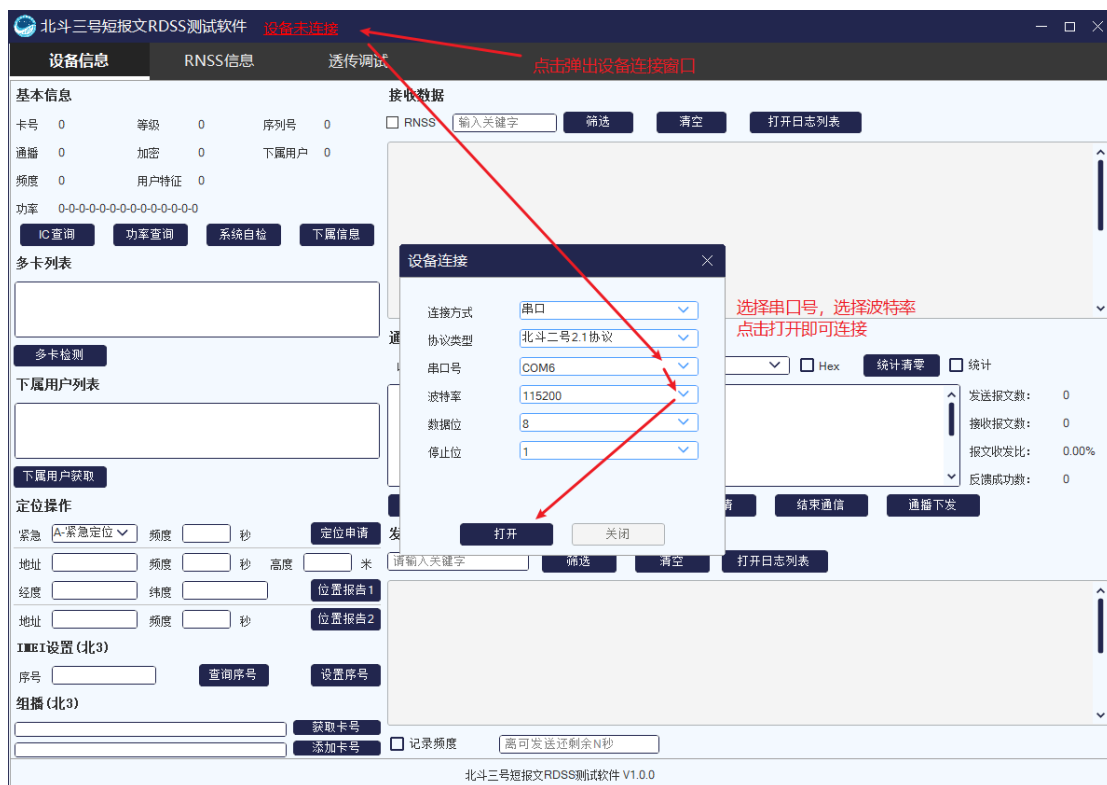 北斗三号短报文RDSS测试软件 设备未连接
设备信息 RNSS信息 透传调试
点击弹出设备连接窗口
基本信息
卡号 0 等级 0 序列号 0
通播 0 加密 0 下属用户 0
频度 0 用户特征 0
功率 0-0-0-0-0-0-0-0-0-0-0-0-0-0
IC查询 功率查询 系统自检 下属信息
多卡列表
多卡检测
下属用户列表
下属用户获取
定位操作
紧急 A-紧急定位 频度 秒 定位申请
地址 频度 秒 高度 米
经度 纬度 位置报告1
地址 频度 秒 位置报告2
IMEI设置(北3)
序号 查询序号 设置序号
组播(北3)
获取卡号
添加卡号
接收数据
RNSS 输入关键字 筛选 清空 打开日志列表
设备连接
连接方式 串口
协议类型 北斗二号2.1协议
串口号 COM6
波特率 115200
数据位 8
停止位 1
打开 关闭
选择串口号，选择波特率
点击打开即可连接
通
Hex 统计清零 统计
发送报文数： 0
接收报文数： 0
报文收发比： 0.00%
反馈成功数： 0
结束通信 通播下发
发
请输入关键字 筛选 清空 打开日志列表
记录频度 离可发送还剩余N秒
北斗三号短报文RDSS测试软件 V1.0.0